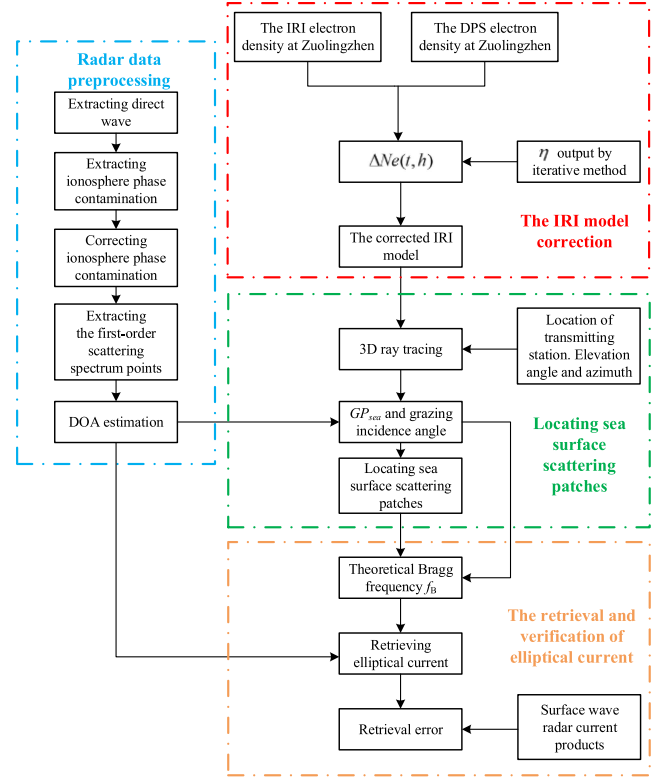 Radar data
preprocessing
Extracting direct
wave
Extracting
ionosphere phase
contamination
Correcting
ionosphere phase
contamination
Extracting
the first-order
scattering
spectrum points
DOA estimation
The IRI electron
density at Zuolingzhen
The DPS electron
density at Zuolingzhen
ΔNe(t,h)
η output by
iterative method
The corrected IRI
model
The IRI model
correction
3D ray tracing
Location of
transmitting
station. Elevation
angle and azimuth
GPsea and grazing
incidence angle
Locating sea
surface scattering
patches
Locating sea
surface
scattering
patches
Theoretical Bragg
frequency fB
Retrieving
elliptical current
Retrieval error
The retrieval and
verification of
elliptical current
Surface wave
radar current
products